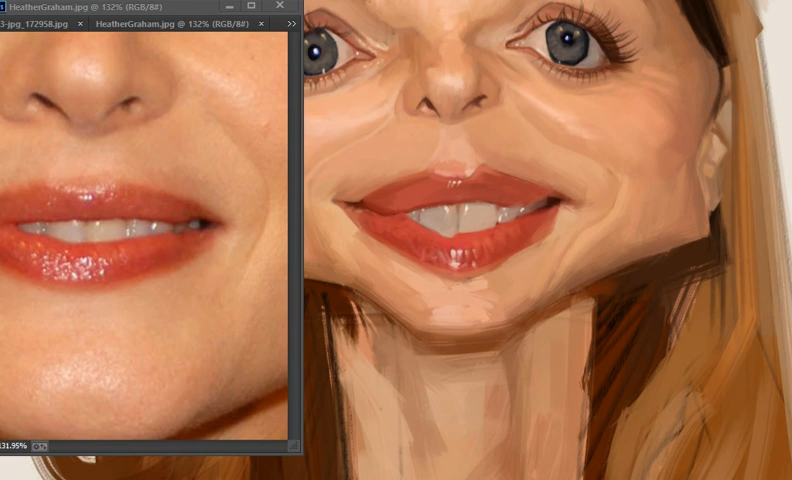 HeatherGraham.jpg @ 132% (RGB/8#)
3-jpg_172958.jpg × HeatherGraham.jpg @ 132% (RGB/8#) × »
131.95%